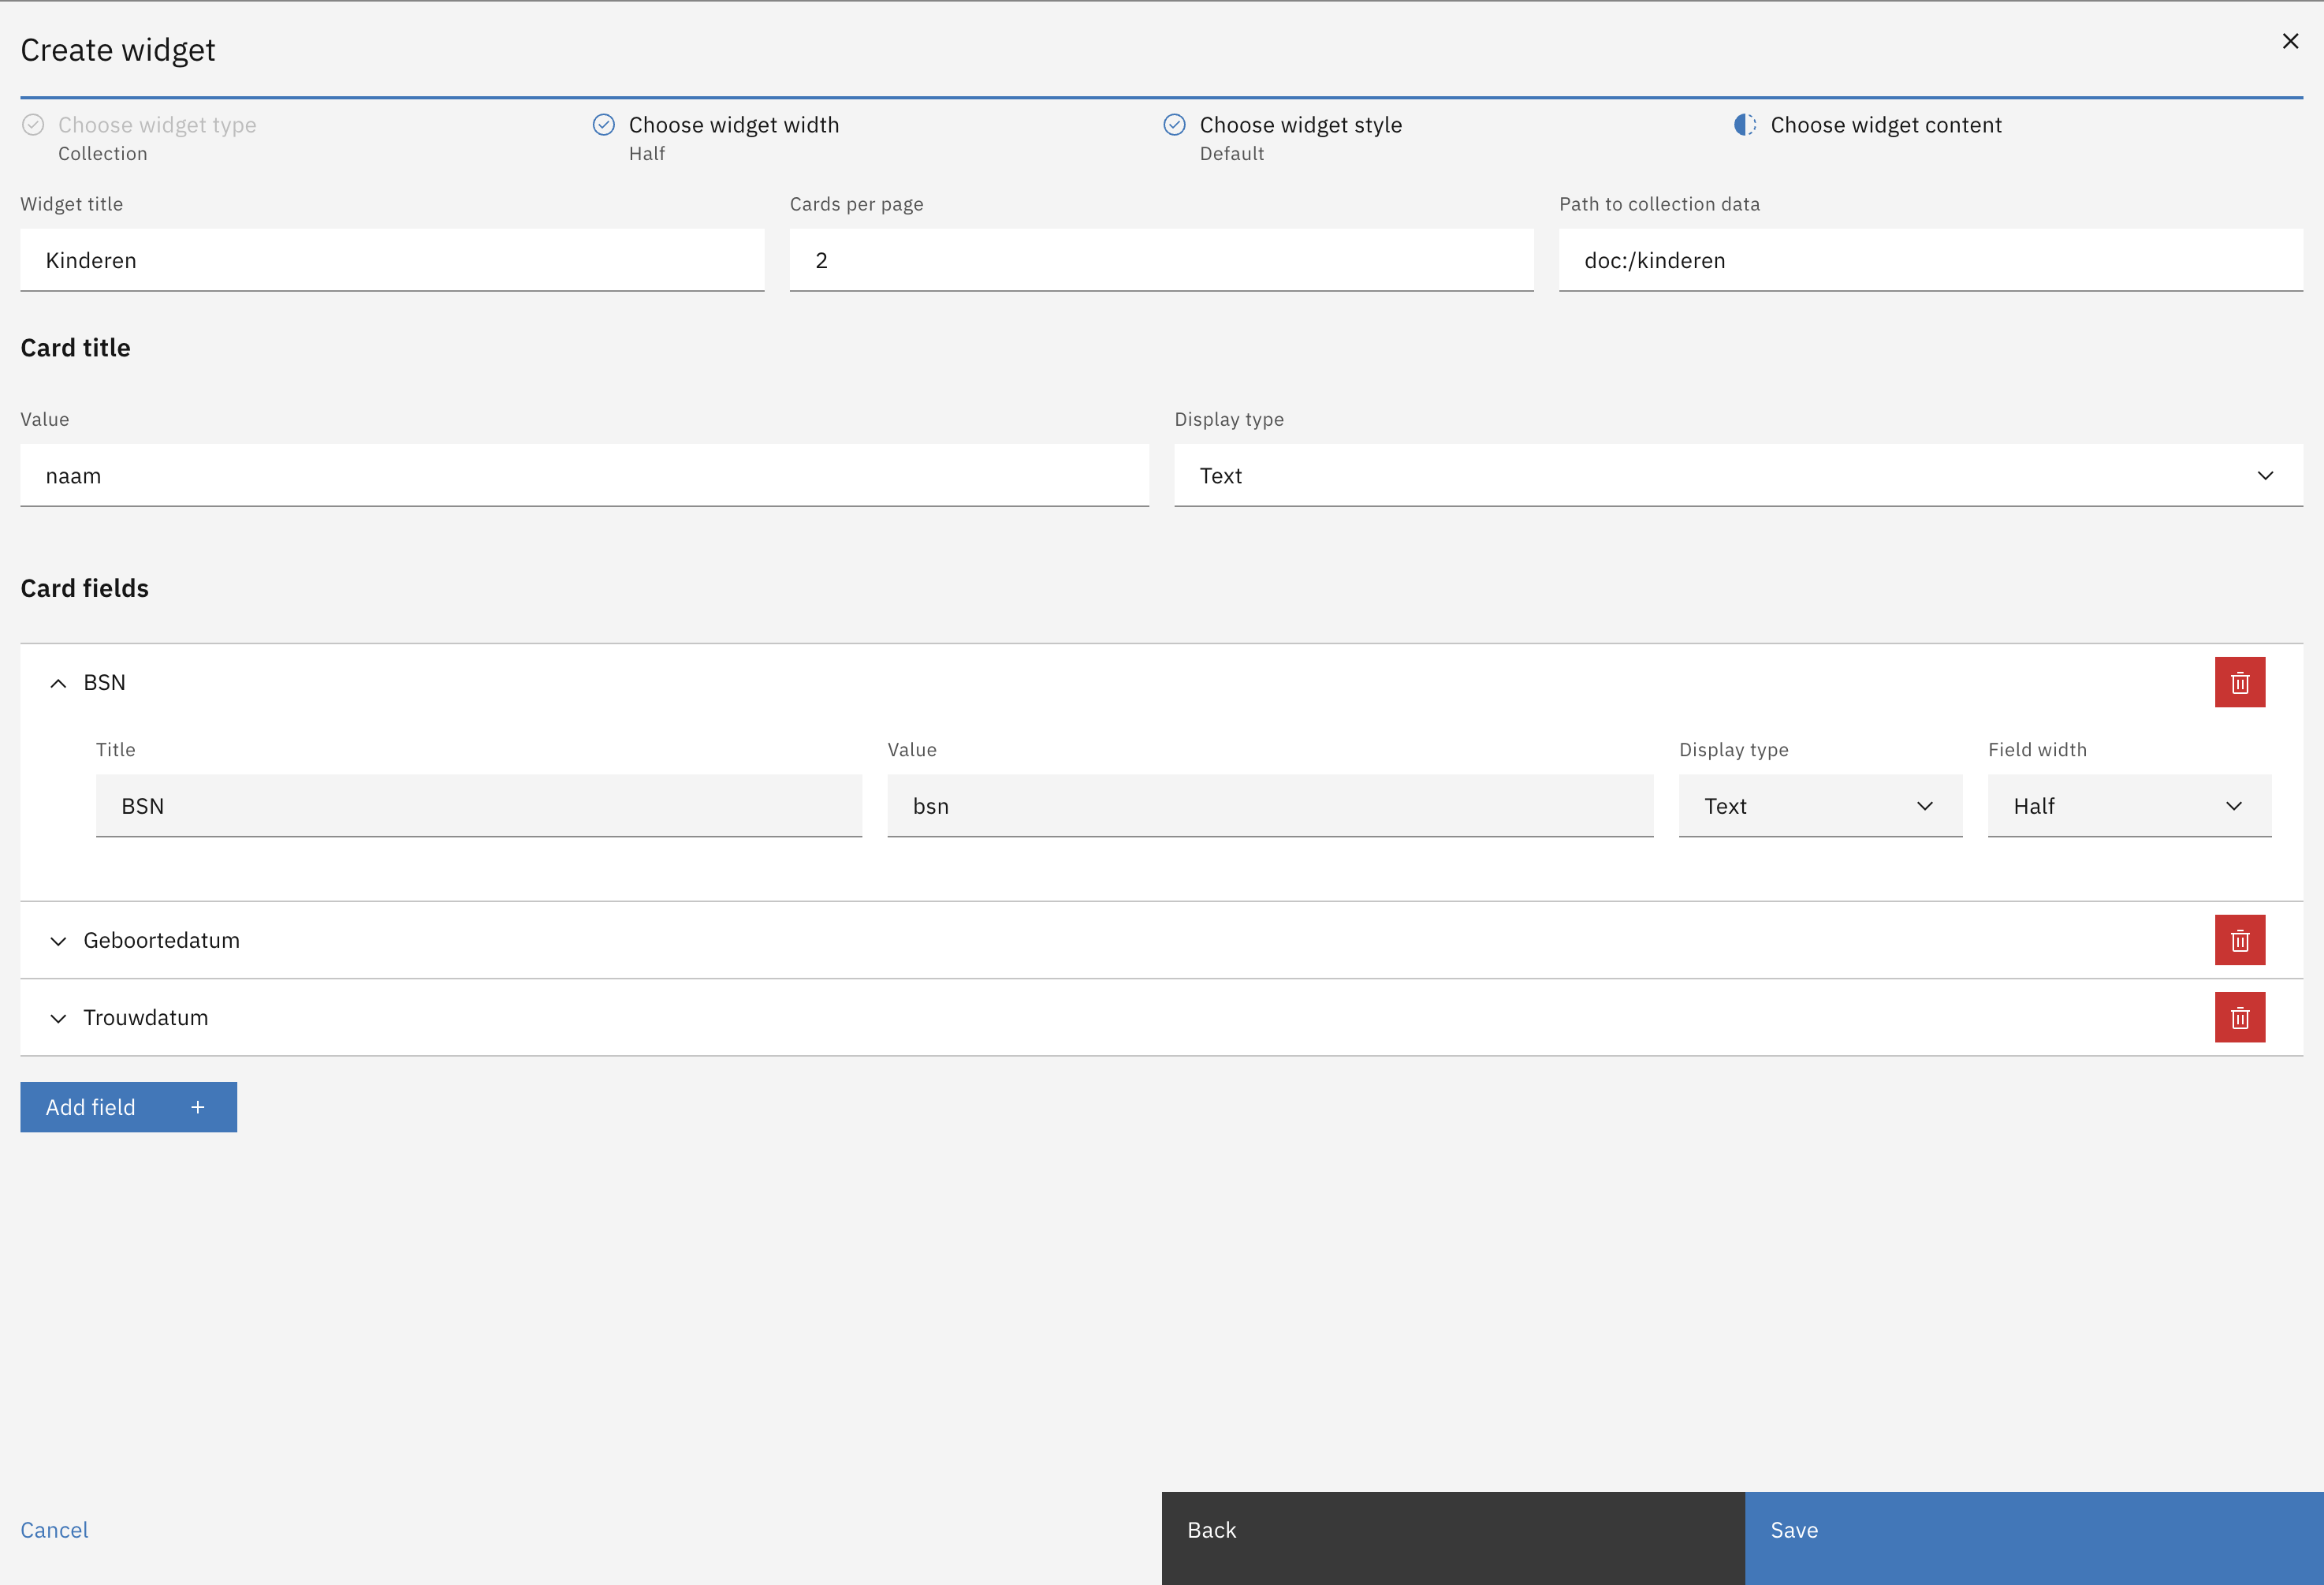 Create widget
Choose widget type
Collection
Choose widget width
Half
Choose widget style
Default
Choose widget content
Widget title
Cards per page
Path to collection data
Kinderen
2
doc:/kinderen
Card title
Value
Display type
naam
Text
Card fields
BSN
Title
Value
Display type
Field width
BSN
bsn
Text
Half
Geboortedatum
Trouwdatum
Add field +
Cancel
Back
Save